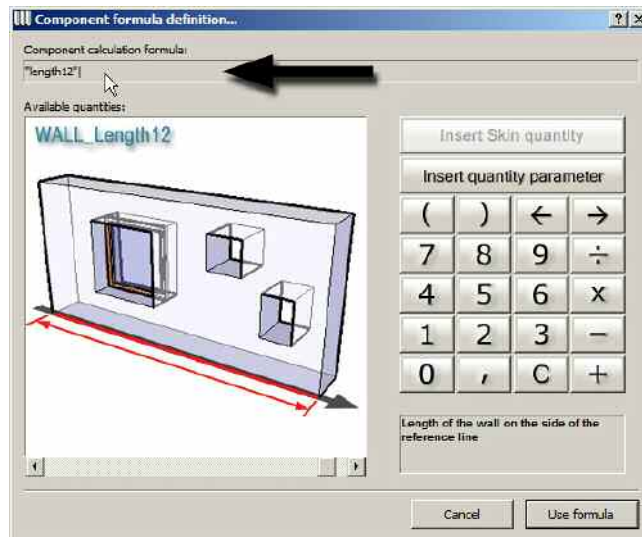 Component formula definition...
Component calculation formula:
"length12"
Available quantities:
WALL_Length12
Insert Skin quantity
Insert quantity parameter
( ) ← →
7 8 9 ÷
4 5 6 x
1 2 3 −
0 , C +
Length of the wall on the side of the
reference line
Cancel Use formula